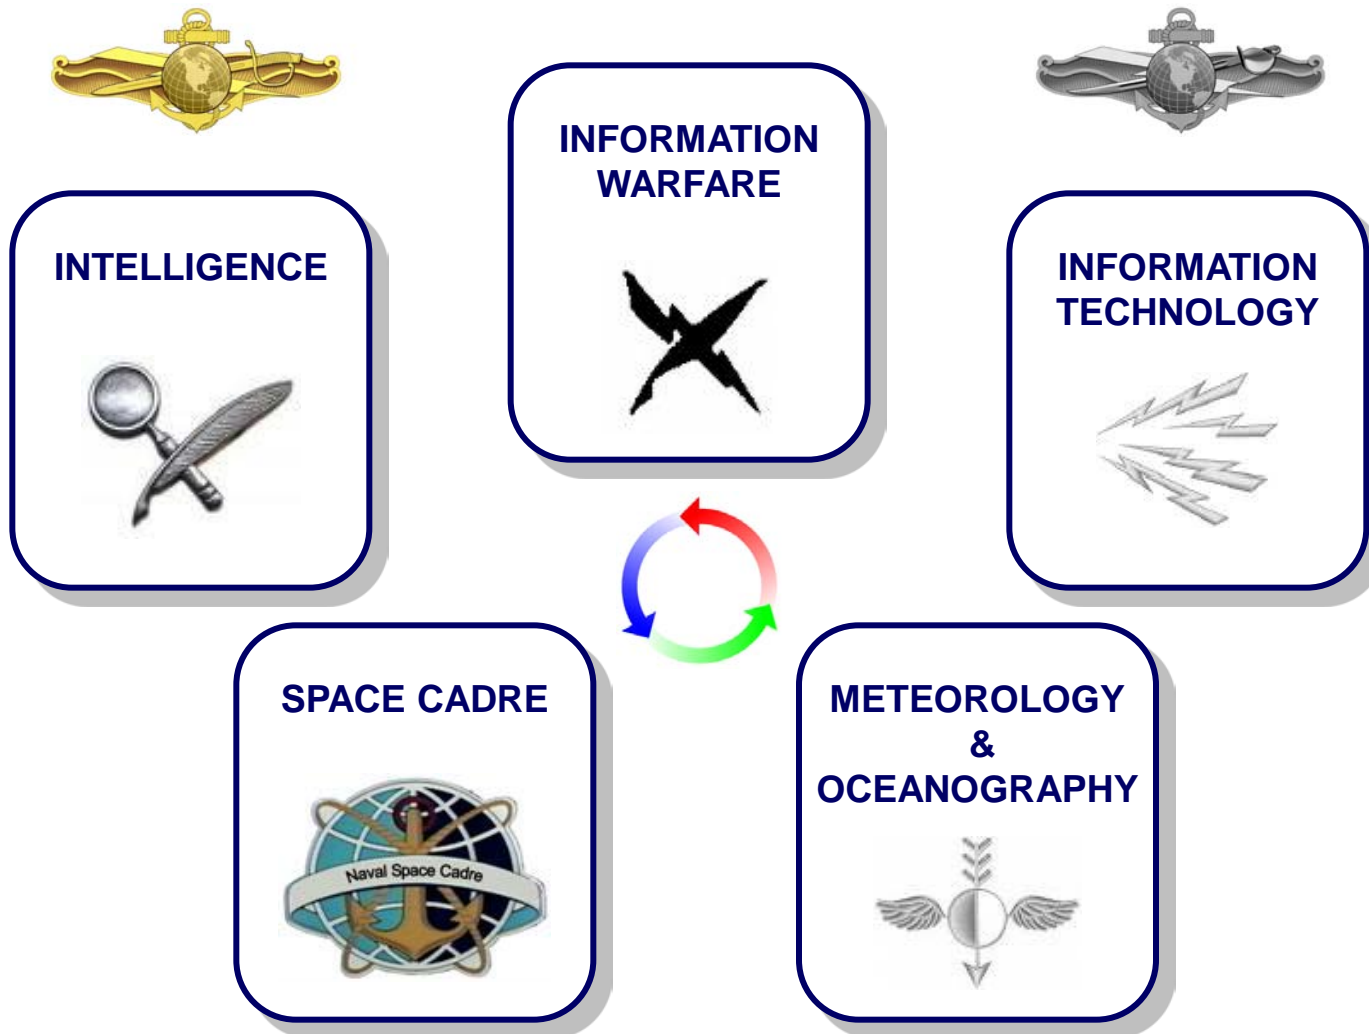 INFORMATION
WARFARE
INTELLIGENCE
INFORMATION
TECHNOLOGY
SPACE CADRE
Naval Space Cadre
METEOROLOGY
&
OCEANOGRAPHY